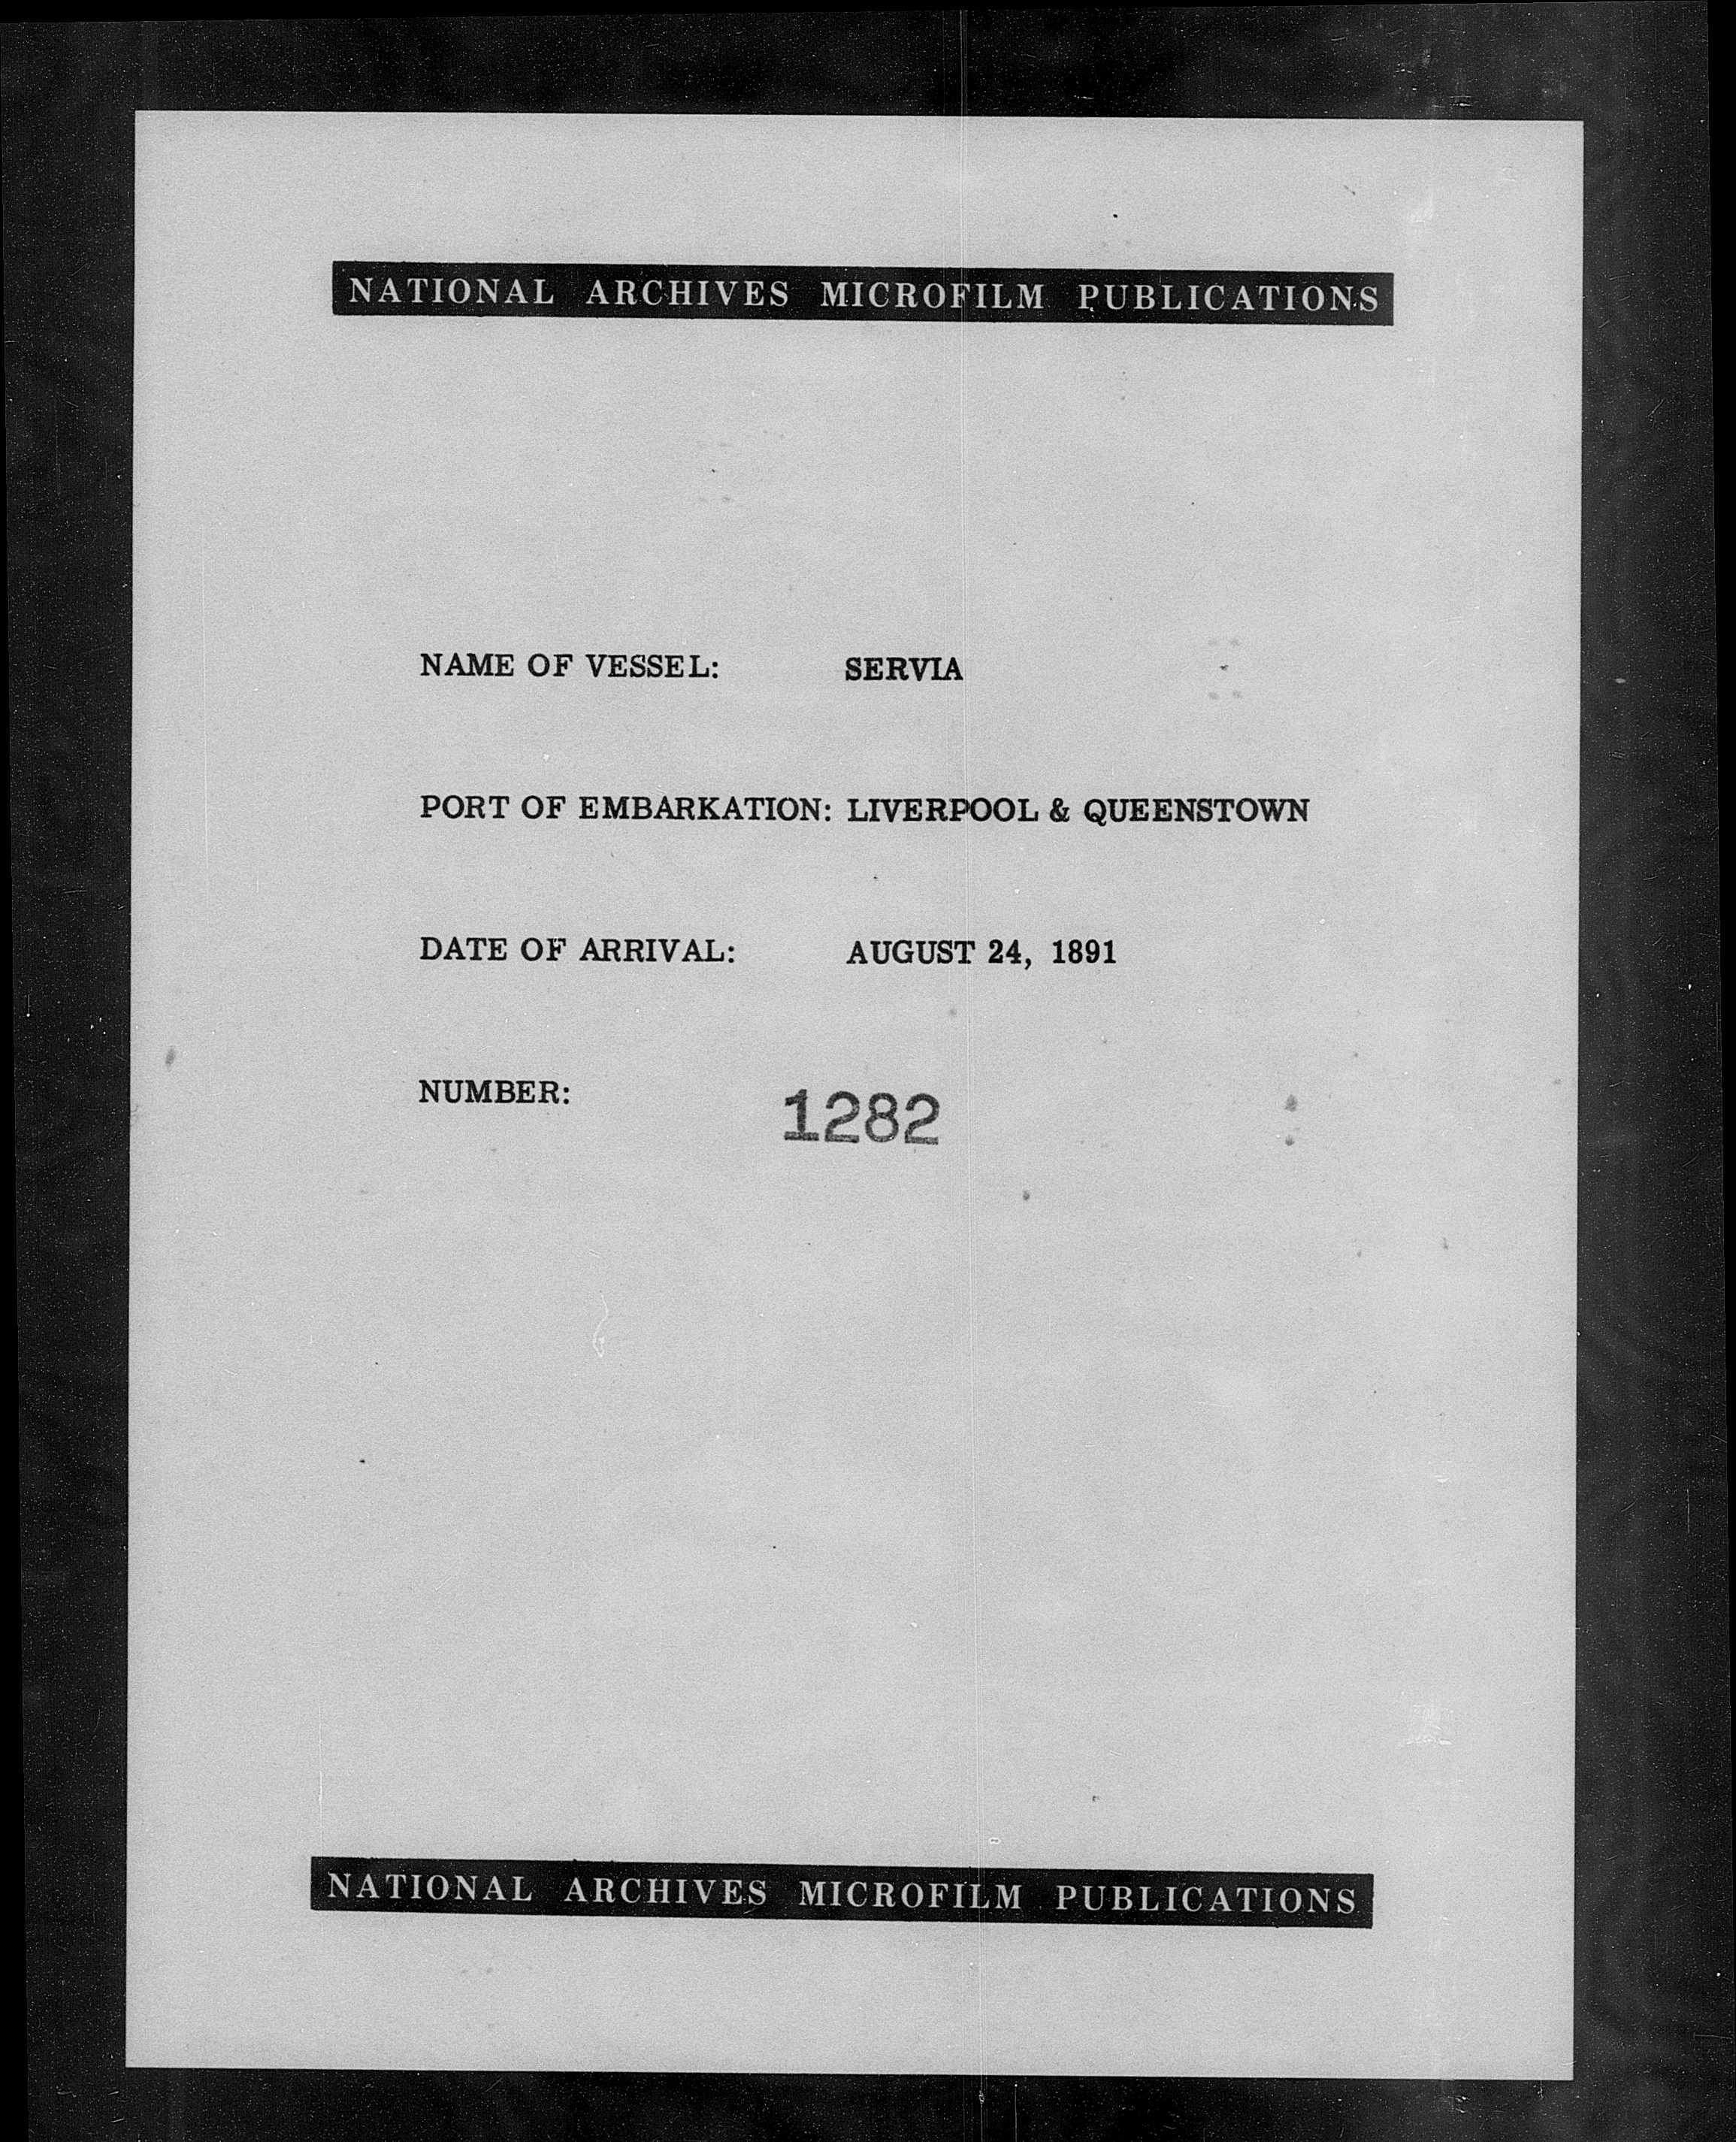 NATIONAL ARCHIVES MICROFILM PUBLICATIONS
NAME OF VESSEL: SERVIA
PORT OF EMBARKATION: LIVERPOOL & QUEENSTOWN
DATE OF ARRIVAL: AUGUST 24, 1891
NUMBER: 1282
NATIONAL ARCHIVES MICROFILM PUBLICATIONS